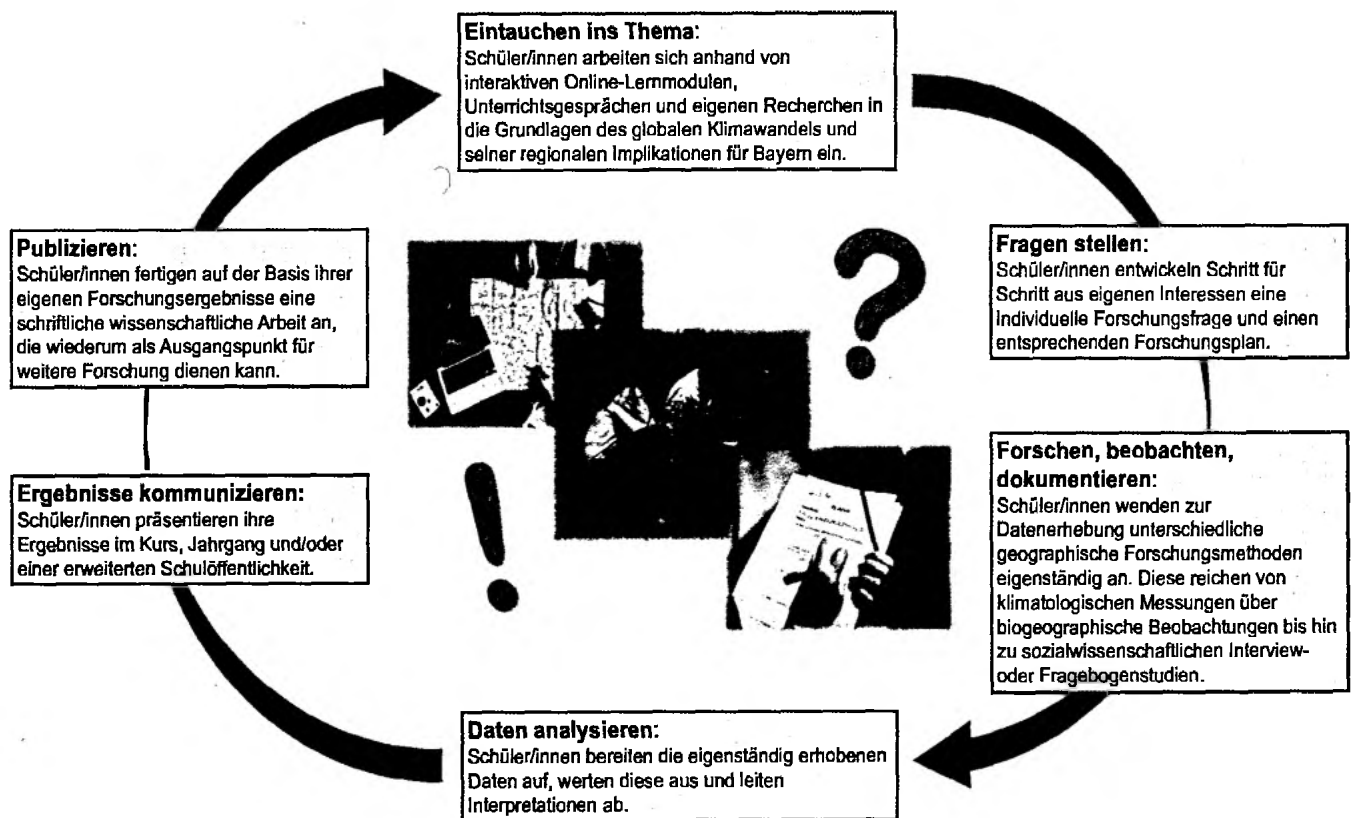 Eintauchen ins Thema:
Schüler/innen arbeiten sich anhand von
interaktiven Online-Lernmodulen,
Unterrichtsgesprächen und eigenen Recherchen in
die Grundlagen des globalen Klimawandels und
seiner regionalen Implikationen für Bayern ein.
Fragen stellen:
Schüler/innen entwickeln Schritt für
Schritt aus eigenen Interessen eine
individuelle Forschungsfrage und einen
entsprechenden Forschungsplan.
Forschen, beobachten,
dokumentieren:
Schüler/innen wenden zur
Datenerhebung unterschiedliche
geographische Forschungsmethoden
eigenständig an. Diese reichen von
klimatologischen Messungen über
biogeographische Beobachtungen bis hin
zu sozialwissenschaftlichen Interview-
oder Fragebogenstudien.
Daten analysieren:
Schüler/innen bereiten die eigenständig erhobenen
Daten auf, werten diese aus und leiten
Interpretationen ab.
Ergebnisse kommunizieren:
Schüler/innen präsentieren ihre
Ergebnisse im Kurs, Jahrgang und/oder
einer erweiterten Schulöffentlichkeit.
Publizieren:
Schüler/innen fertigen auf der Basis ihrer
eigenen Forschungsergebnisse eine
schriftliche wissenschaftliche Arbeit an,
die wiederum als Ausgangspunkt für
weitere Forschung dienen kann.
?
!